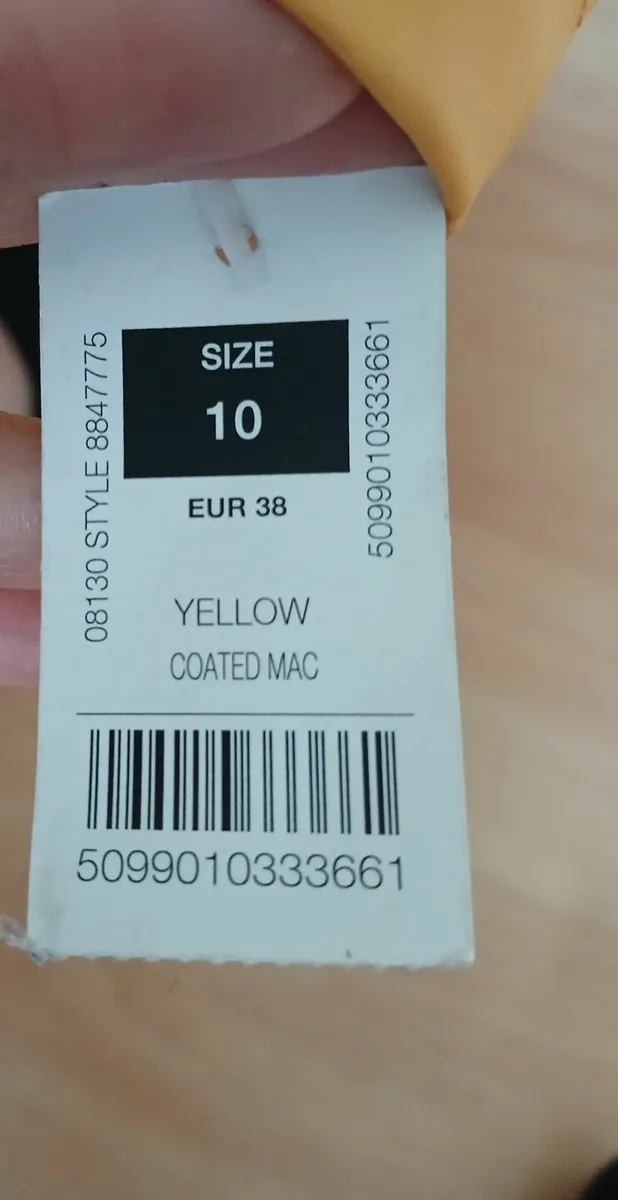 SIZE
10
EUR 38
08130 STYLE 8847775
5099010333661
YELLOW
COATED MAC
5099010333661